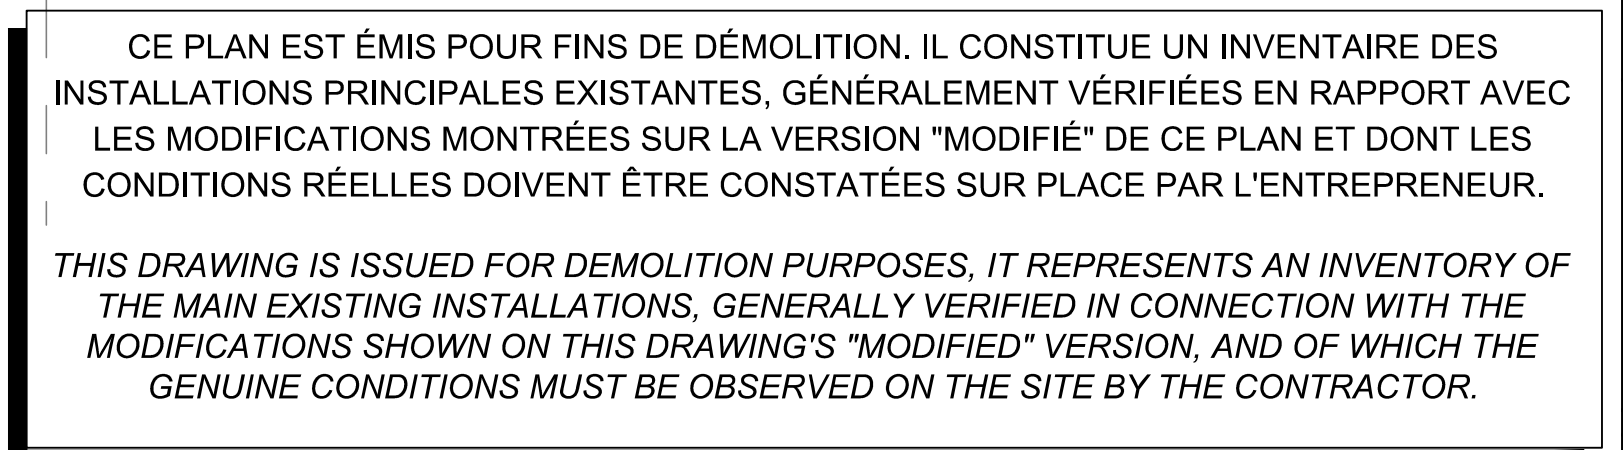 CE PLAN EST ÉMIS POUR FINS DE DÉMOLITION. IL CONSTITUE UN INVENTAIRE DES
INSTALLATIONS PRINCIPALES EXISTANTES, GÉNÉRALEMENT VÉRIFIÉES EN RAPPORT AVEC
LES MODIFICATIONS MONTRÉES SUR LA VERSION "MODIFIÉ" DE CE PLAN ET DONT LES
CONDITIONS RÉELLES DOIVENT ÊTRE CONSTATÉES SUR PLACE PAR L'ENTREPRENEUR.
THIS DRAWING IS ISSUED FOR DEMOLITION PURPOSES, IT REPRESENTS AN INVENTORY OF
THE MAIN EXISTING INSTALLATIONS, GENERALLY VERIFIED IN CONNECTION WITH THE
MODIFICATIONS SHOWN ON THIS DRAWING'S "MODIFIED" VERSION, AND OF WHICH THE
GENUINE CONDITIONS MUST BE OBSERVED ON THE SITE BY THE CONTRACTOR.